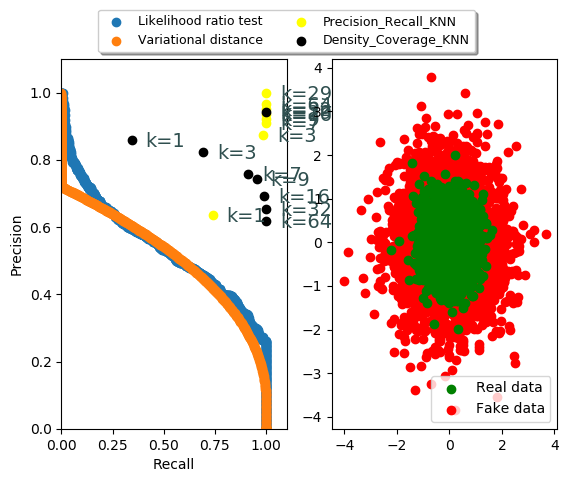 Likelihood ratio test
Variational distance
Precision_Recall_KNN
Density_Coverage_KNN
1.0
0.8
0.6
0.4
0.2
0.0
Precision
0.00
0.25
0.50
0.75
1.00
Recall
k=29
k=3
k=1
k=3
k=7
k=9
k=16
k=32
k=1
k=64
4
3
2
1
0
−1
−2
−3
−4
−4
−2
0
2
4
Real data
Fake data